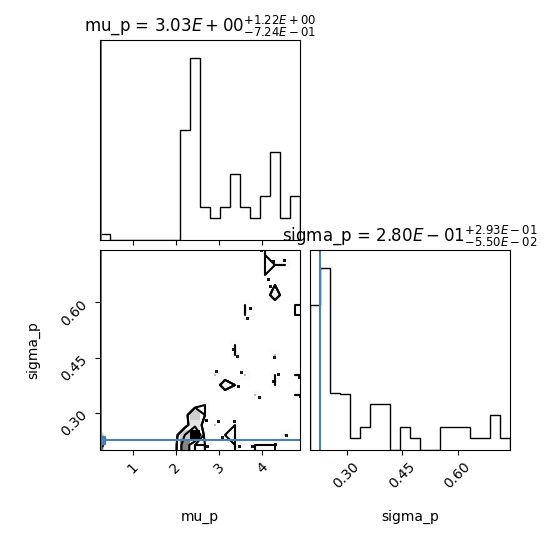 mu_p = 3.03E + 00+1.22E + 00
−7.24E − 01
sigma_p = 2.80E − 01+2.93E − 01
−5.50E − 02
0.60
0.45
0.30
sigma_p
1 2 3 4
mu_p
0.30 0.45 0.60
sigma_p